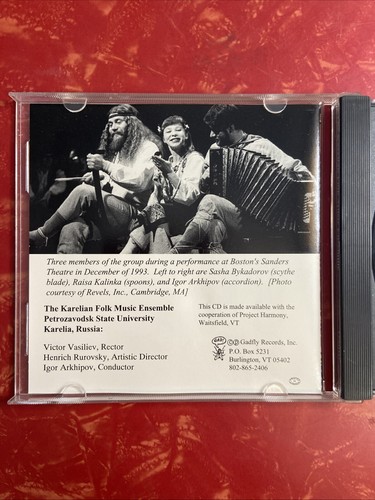 Three members of the group during a performance at Boston's Sanders
Theatre in December of 1993. Left to right are Sasha Bykadorov (scythe
blade), Raisa Kalinka (spoons), and Igor Arkhipov (accordion). [Photo
courtesy of Revels, Inc., Cambridge, MA]
The Karelian Folk Music Ensemble
Petrozavodsk State University
Karelia, Russia:
Victor Vasiliev, Rector
Henrich Rurovsky, Artistic Director
Igor Arkhipov, Conductor
This CD is made available with the
cooperation of Project Harmony,
Waitsfield, VT
©℗ Gadfly Records, Inc.
P.O. Box 5231
Burlington, VT 05402
802-865-2406